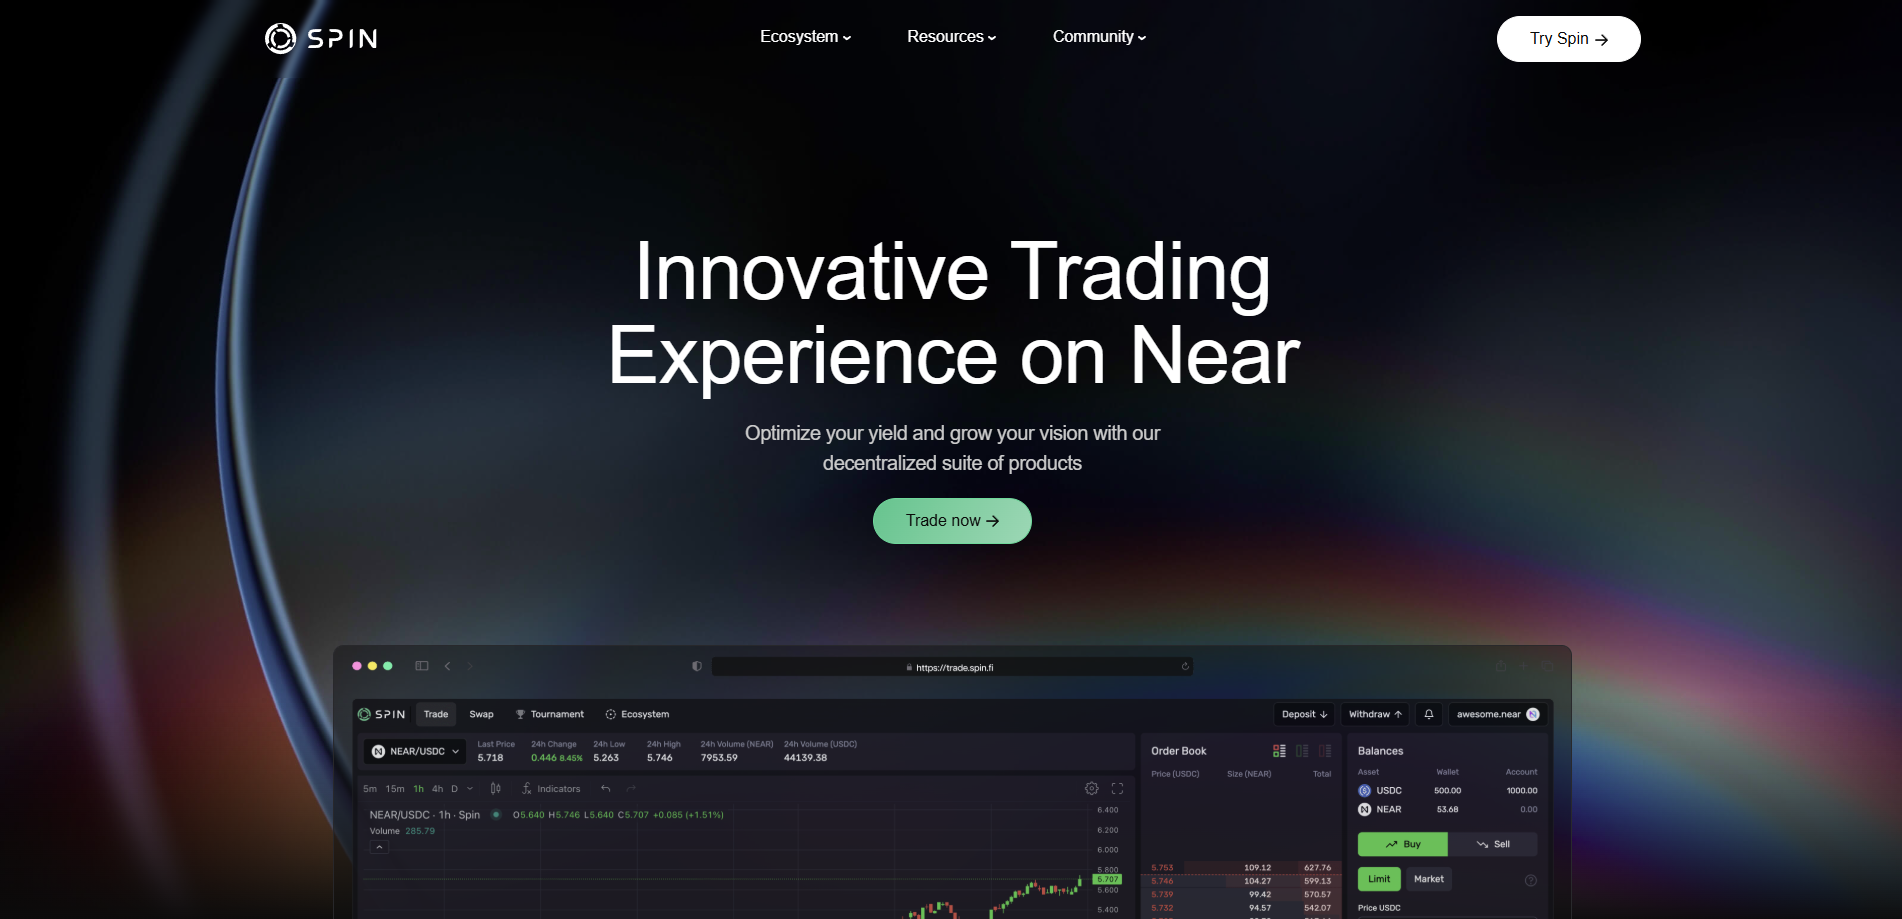 SPIN
Ecosystem
Resources
Community
Try Spin →
Innovative Trading
Experience on Near
Optimize your yield and grow your vision with our
decentralized suite of products
Trade now →
https://trade.spin.fi
SPIN
Trade
Swap
Tournament
Ecosystem
Deposit ↓
Withdraw ↑
awesome.near
NEAR/USDC
Last Price
5.718
24h Change
0.446 8.45%
24h Low
5.263
24h High
5.746
24h Volume (NEAR)
7953.59
24h Volume (USDC)
44139.38
5m 15m 1h 4h D
Indicators
NEAR/USDC · 1h · Spin
O5.640 H5.746 L5.640 C5.707 +0.085 (+1.51%)
Volume 285.79
6.400
6.200
6.000
5.800
5.707
5.600
5.400
Order Book
Price (USDC) Size (NEAR) Total
5.753 109.12 627.76
5.746 104.27 599.13
5.739 99.42 570.57
5.732 94.57 542.07
Balances
Asset Wallet Account
USDC 500.00 1000.00
NEAR 53.68 0.00
Buy
Sell
Limit
Market
Price USDC